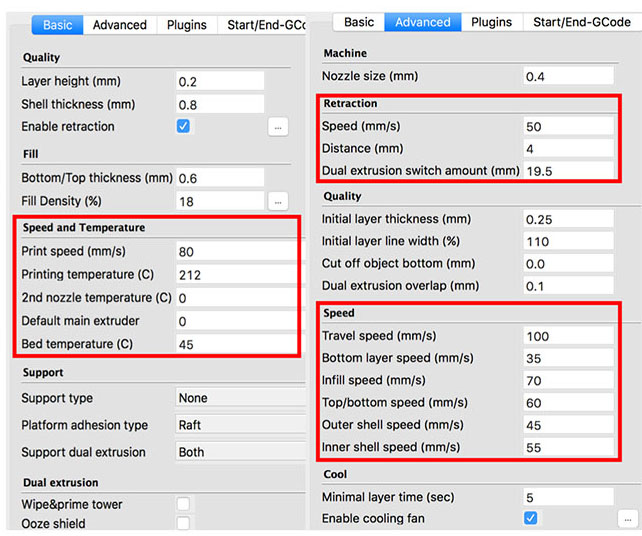 Basic Advanced Plugins Start/End-GCo
Quality
Layer height (mm) 0.2
Shell thickness (mm) 0.8
Enable retraction ...
Fill
Bottom/Top thickness (mm) 0.6
Fill Density (%) 18 ...
Speed and Temperature
Print speed (mm/s) 80
Printing temperature (C) 212
2nd nozzle temperature (C) 0
Default main extruder 0
Bed temperature (C) 45
Support
Support type None
Platform adhesion type Raft
Support dual extrusion Both
Dual extrusion
Wipe&prime tower
Ooze shield
Basic Advanced Plugins Start/End-GCode
Machine
Nozzle size (mm) 0.4
Retraction
Speed (mm/s) 50
Distance (mm) 4
Dual extrusion switch amount (mm) 19.5
Quality
Initial layer thickness (mm) 0.25
Initial layer line width (%) 110
Cut off object bottom (mm) 0.0
Dual extrusion overlap (mm) 0.1
Speed
Travel speed (mm/s) 100
Bottom layer speed (mm/s) 35
Infill speed (mm/s) 70
Top/bottom speed (mm/s) 60
Outer shell speed (mm/s) 45
Inner shell speed (mm/s) 55
Cool
Minimal layer time (sec) 5
Enable cooling fan ...